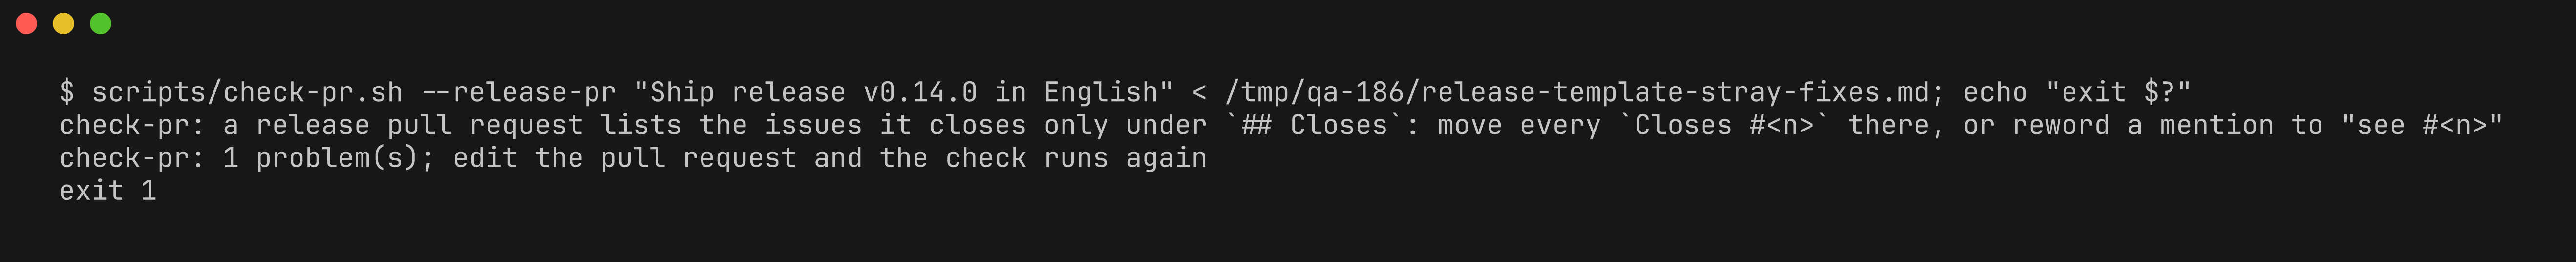 $ scripts/check-pr.sh --release-pr "Ship release v0.14.0 in English" < /tmp/qa-186/release-template-stray-fixes.md; echo "exit $?"
check-pr: a release pull request lists the issues it closes only under `## Closes`: move every `Closes #<n>` there, or reword a mention to "see #<n>"
check-pr: 1 problem(s); edit the pull request and the check runs again
exit 1